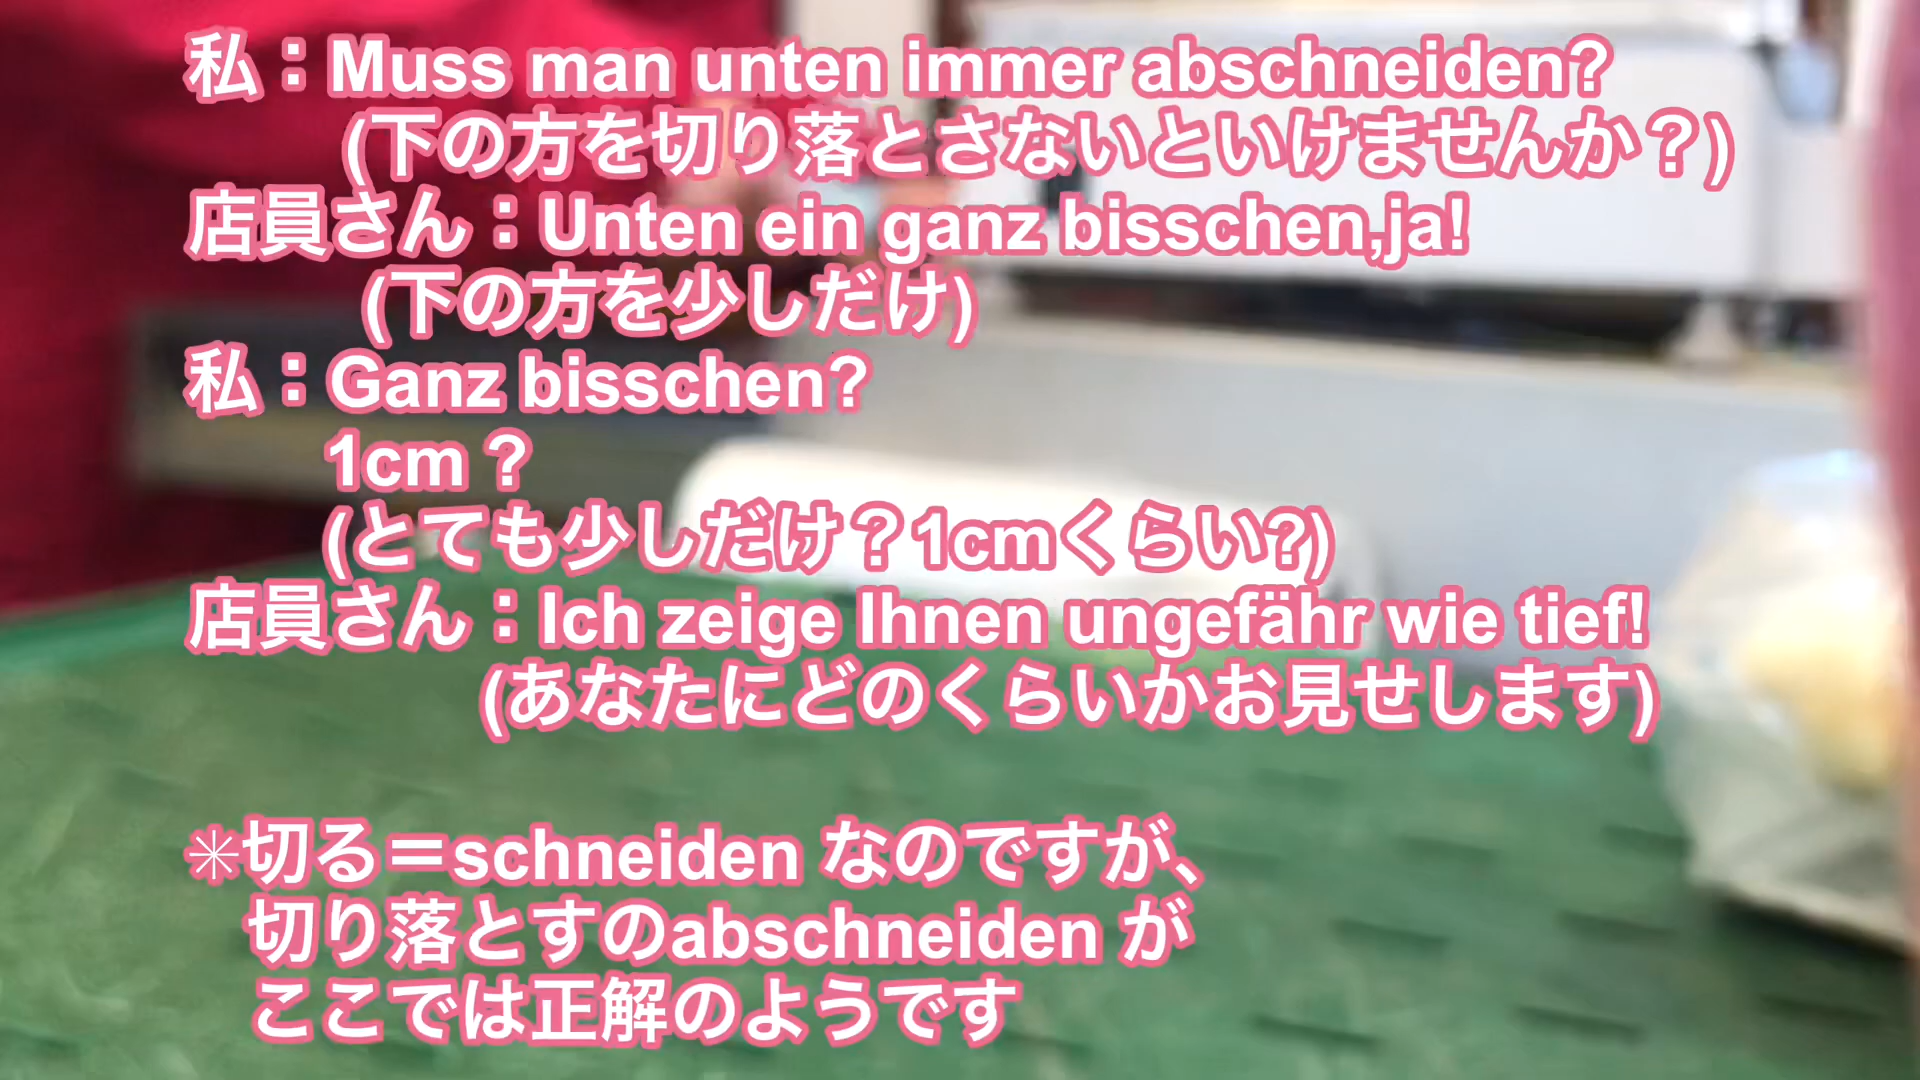 私：Muss man unten immer abschneiden?
(下の方を切り落とさないといけませんか？)
店員さん：Unten ein ganz bisschen,ja!
(下の方を少しだけ)
私：Ganz bisschen?
1cm ?
(とても少しだけ？1cmくらい?)
店員さん：Ich zeige Ihnen ungefähr wie tief!
(あなたにどのくらいかお見せします)
✳︎切る＝schneiden なのですが、
切り落とすのabschneiden が
ここでは正解のようです